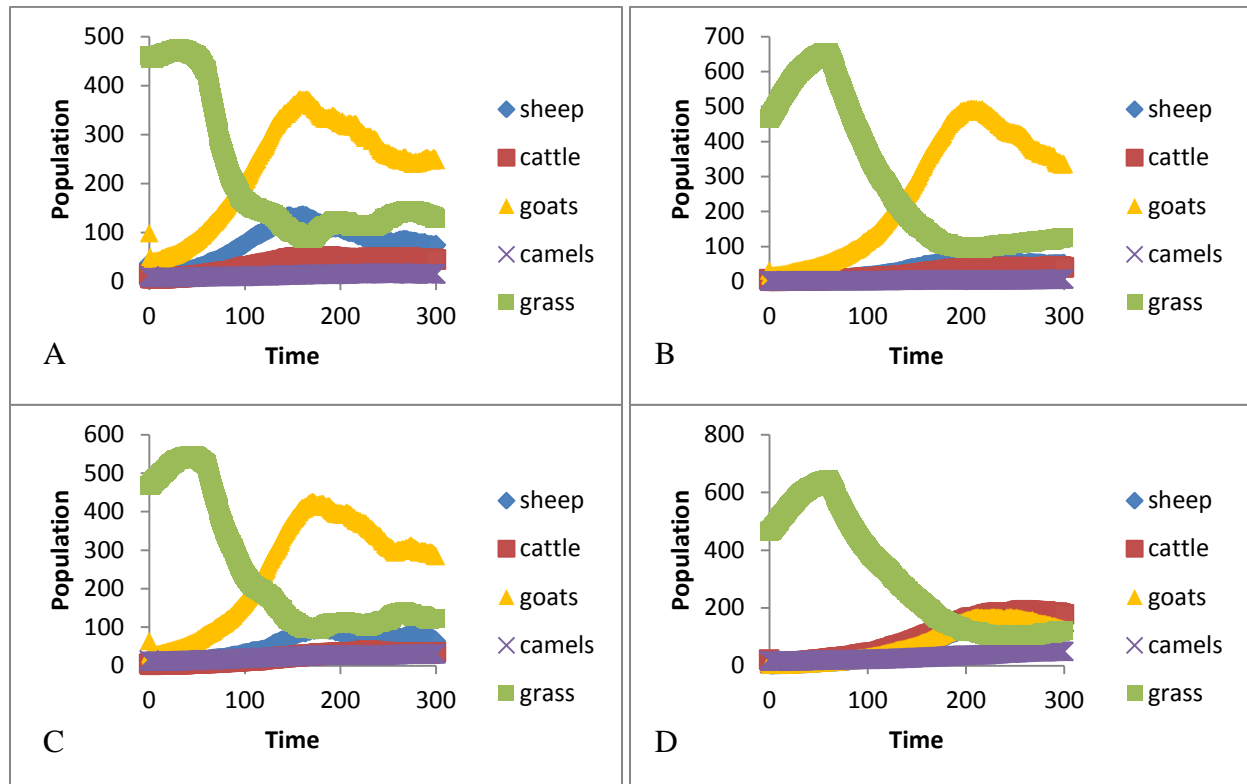 500
400
300
200
100
0
Population
0 100 200 300
Time
sheep
cattle
goats
camels
grass
A
700
600
500
400
300
200
100
0
Population
0 100 200 300
Time
sheep
cattle
goats
camels
grass
B
600
500
400
300
200
100
0
Population
0 100 200 300
Time
sheep
cattle
goats
camels
grass
C
800
600
400
200
0
Population
0 100 200 300
Time
sheep
cattle
goats
camels
grass
D